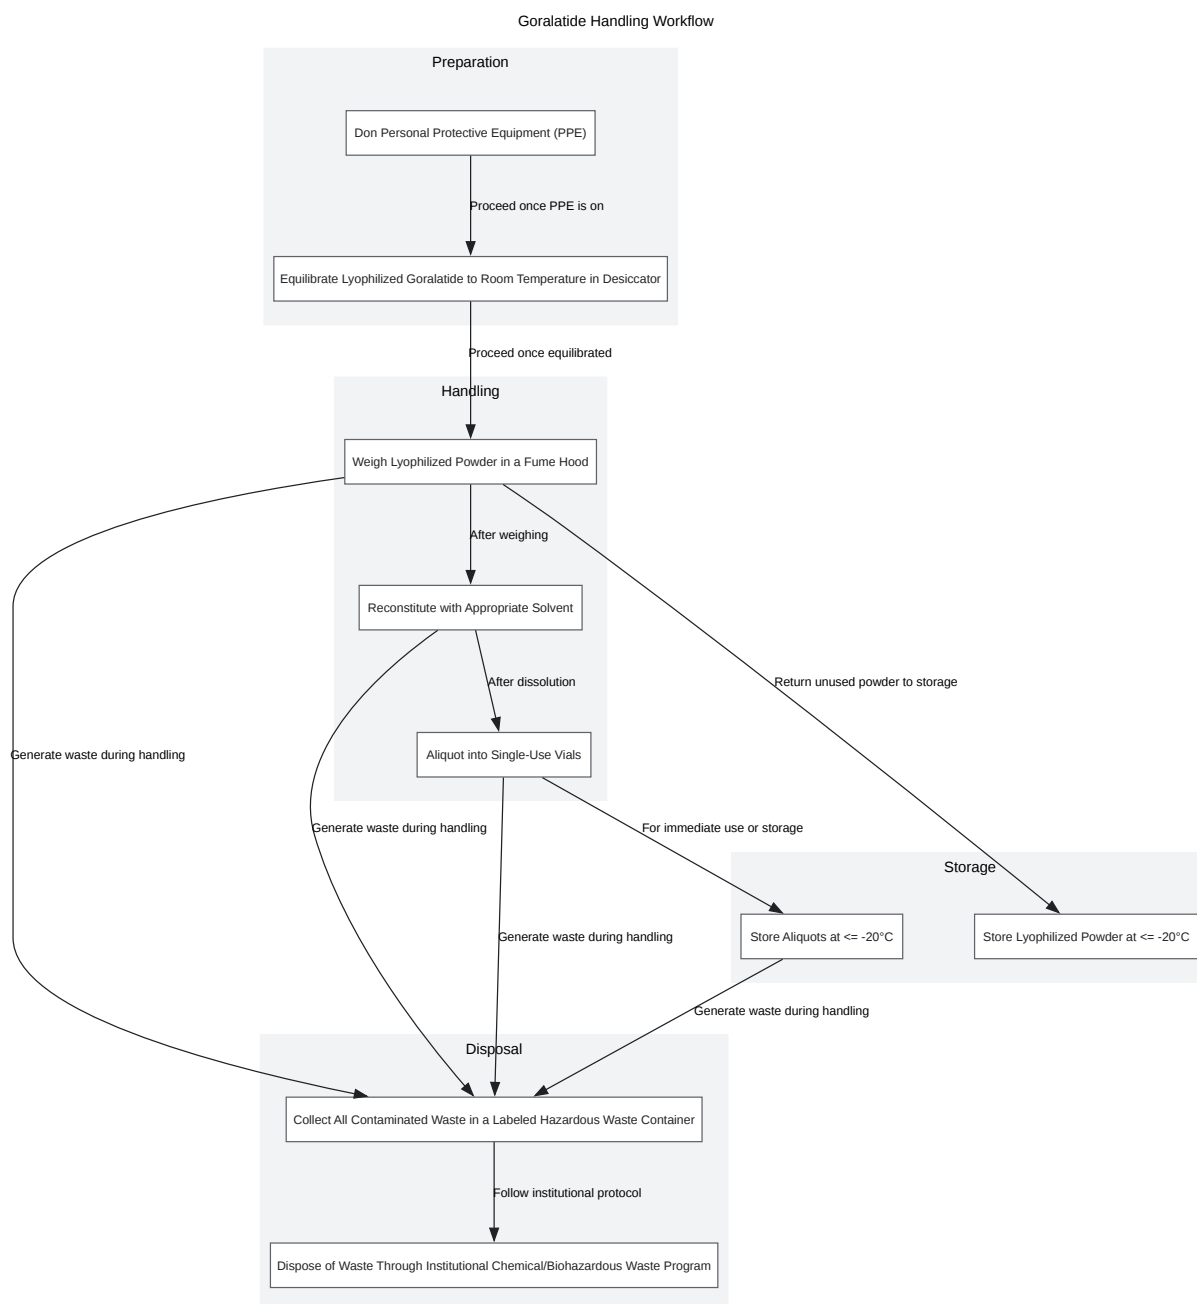 Goralatide Handling Workflow
Preparation
Don Personal Protective Equipment (PPE)
Proceed once PPE is on
Equilibrate Lyophilized Goralatide to Room Temperature in Desiccator
Proceed once equilibrated
Handling
Weigh Lyophilized Powder in a Fume Hood
After weighing
Reconstitute with Appropriate Solvent
After dissolution
Return unused powder to storage
Generate waste during handling
Aliquot into Single-Use Vials
Generate waste during handling
For immediate use or storage
Storage
Generate waste during handling
Store Aliquots at <= -20°C
Store Lyophilized Powder at <= -20°C
Generate waste during handling
Disposal
Collect All Contaminated Waste in a Labeled Hazardous Waste Container
Follow institutional protocol
Dispose of Waste Through Institutional Chemical/Biohazardous Waste Program